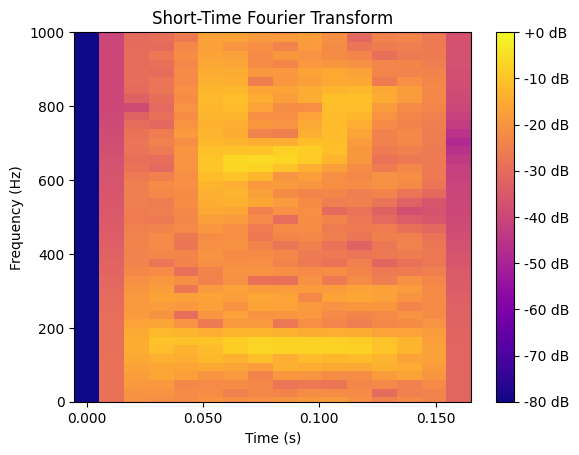 Short-Time Fourier Transform
1000
800
600
400
200
0
Frequency (Hz)
0.000
0.050
0.100
0.150
Time (s)
+0 dB
-10 dB
-20 dB
-30 dB
-40 dB
-50 dB
-60 dB
-70 dB
-80 dB